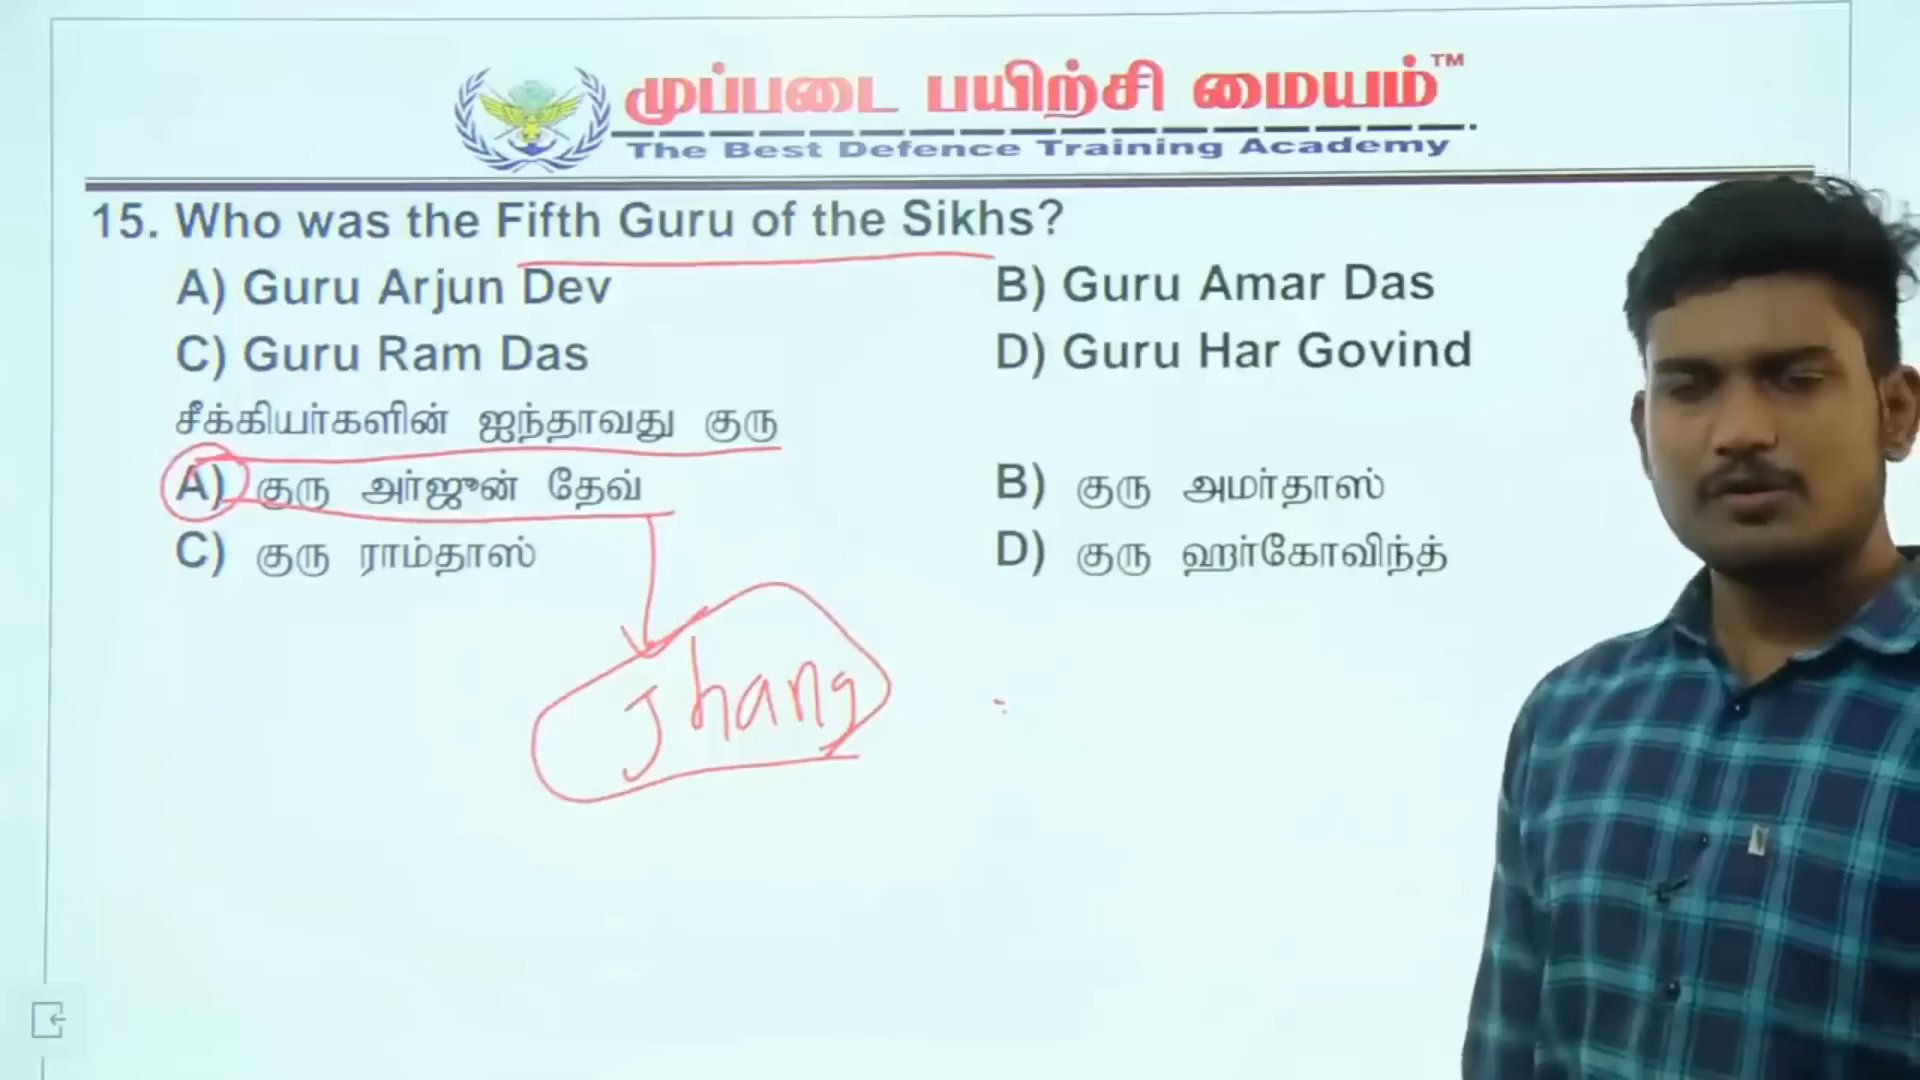 முப்படை பயிற்சி மையம்™
The Best Defence Training Academy
15. Who was the Fifth Guru of the Sikhs?
A) Guru Arjun Dev B) Guru Amar Das
C) Guru Ram Das D) Guru Har Govind
சீக்கியர்களின் ஐந்தாவது குரு
A) குரு அர்ஜுன் தேவ் B) குரு அமர்தாஸ்
C) குரு ராம்தாஸ் D) குரு ஹர்கோவிந்த்
Jhang